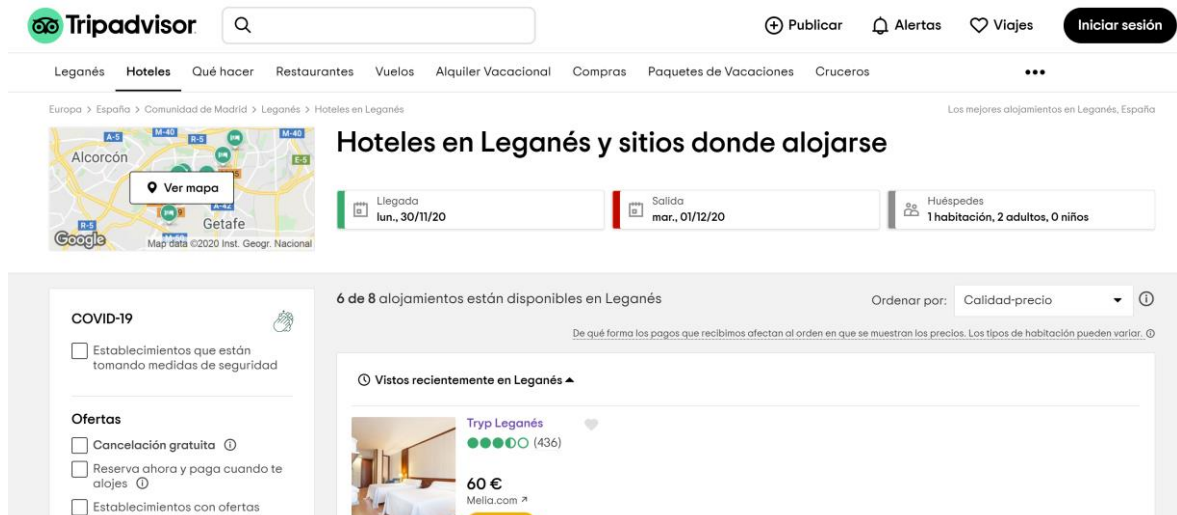 Tripadvisor
Publicar
Alertas
Viajes
Iniciar sesión
Leganés Hoteles Qué hacer Restaurantes Vuelos Alquiler Vacacional Compras Paquetes de Vacaciones Cruceros •••
Europa > España > Comunidad de Madrid > Leganés > Hoteles en Leganés
Los mejores alojamientos en Leganés, España
A-5
M-40
R-5
M-40
Alcorcón
E-5
Ver mapa
A-42
R-5
Getafe
Google
Map data ©2020 Inst. Geogr. Nacional
Hoteles en Leganés y sitios donde alojarse
Llegada
lun., 30/11/20
Salida
mar., 01/12/20
Huéspedes
1 habitación, 2 adultos, 0 niños
COVID-19
Establecimientos que están
tomando medidas de seguridad
Ofertas
Cancelación gratuita
Reserva ahora y paga cuando te
alojes
Establecimientos con ofertas
6 de 8 alojamientos están disponibles en Leganés
Ordenar por: Calidad-precio
De qué forma los pagos que recibimos afectan al orden en que se muestran los precios. Los tipos de habitación pueden variar.
Vistos recientemente en Leganés
Tryp Leganés
(436)
60 €
Melia.com